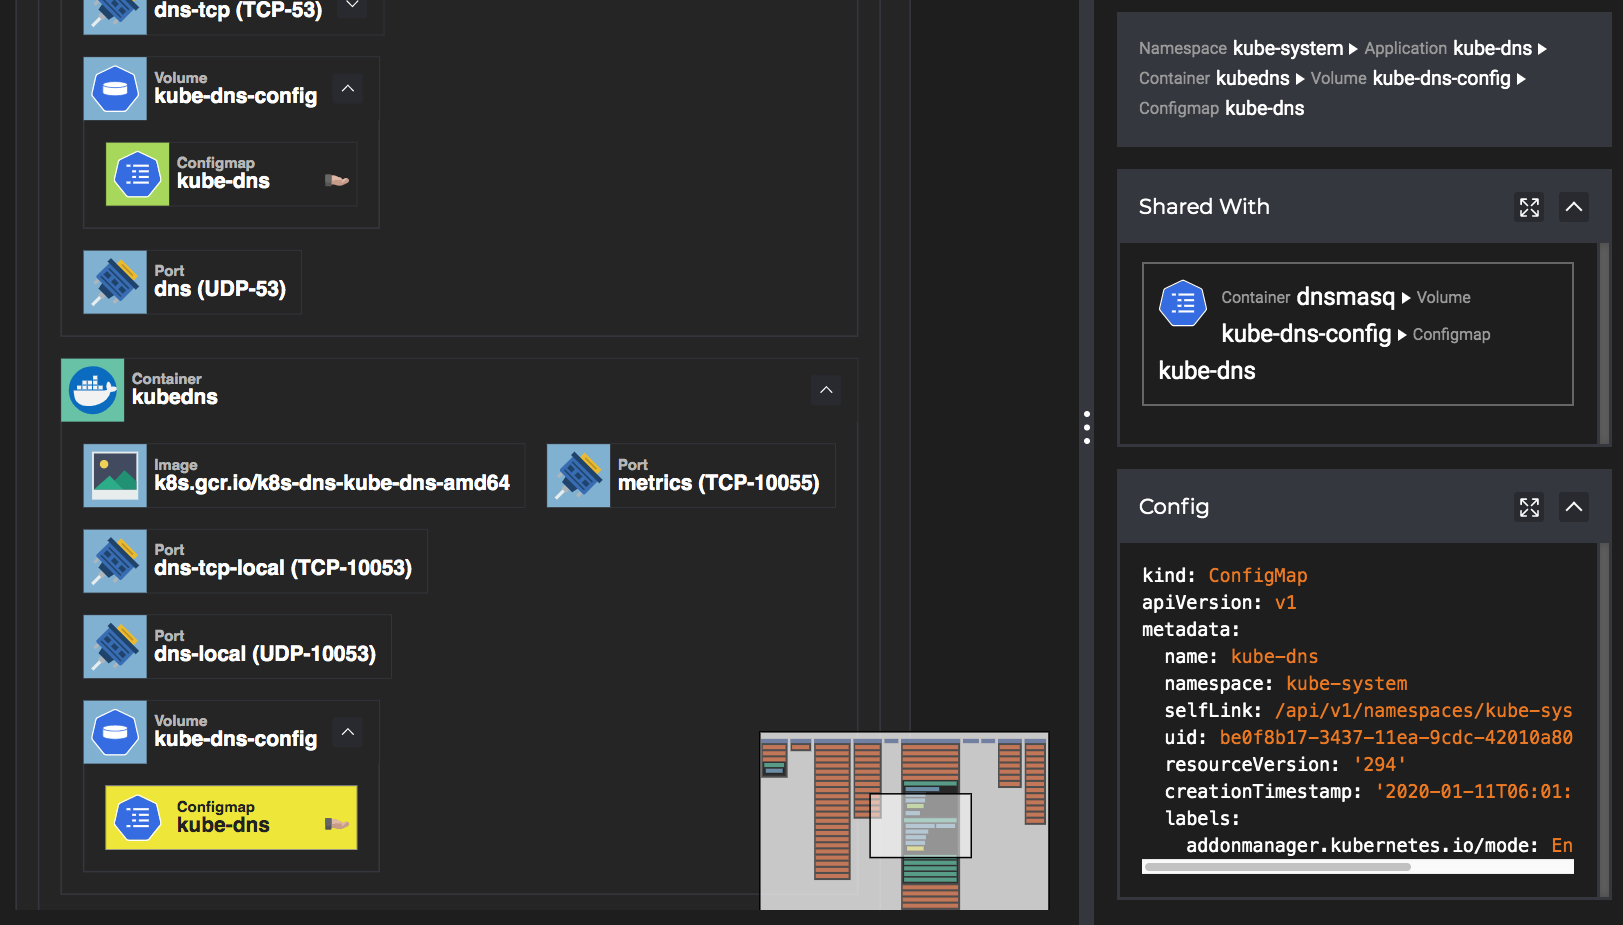 dns-tcp (TCP-53)
Volume
kube-dns-config
Configmap
kube-dns
Port
dns (UDP-53)
Container
kubedns
Image
k8s.gcr.io/k8s-dns-kube-dns-amd64
Port
metrics (TCP-10055)
Port
dns-tcp-local (TCP-10053)
Port
dns-local (UDP-10053)
Volume
kube-dns-config
Configmap
kube-dns
Namespace kube-system Application kube-dns
Container kubedns Volume kube-dns-config
Configmap kube-dns
Shared With
Container dnsmasq Volume
kube-dns-config Configmap
kube-dns
Config
kind: ConfigMap
apiVersion: v1
metadata:
name: kube-dns
namespace: kube-system
selfLink: /api/v1/namespaces/kube-sys
uid: be0f8b17-3437-11ea-9cdc-42010a80
resourceVersion: '294'
creationTimestamp: '2020-01-11T06:01:
labels:
addonmanager.kubernetes.io/mode: En